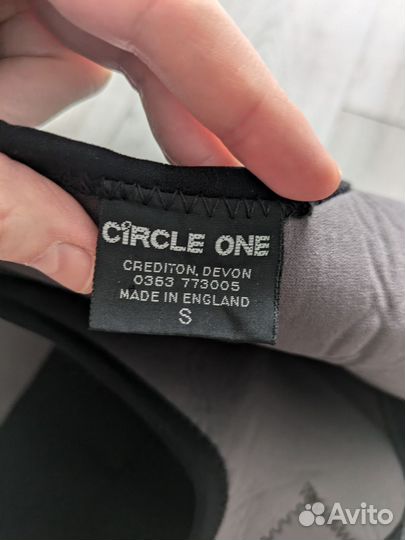 CIRCLE ONE
CREDITON, DEVON
0363 773005
MADE IN ENGLAND
S
Avito